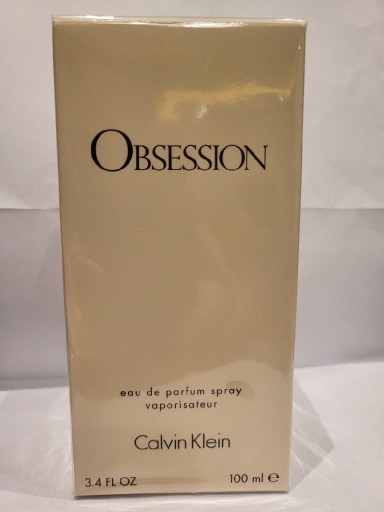 OBSESSION
eau de parfum spray
vaporisateur
Calvin Klein
3.4 FL OZ 100 ml ℮